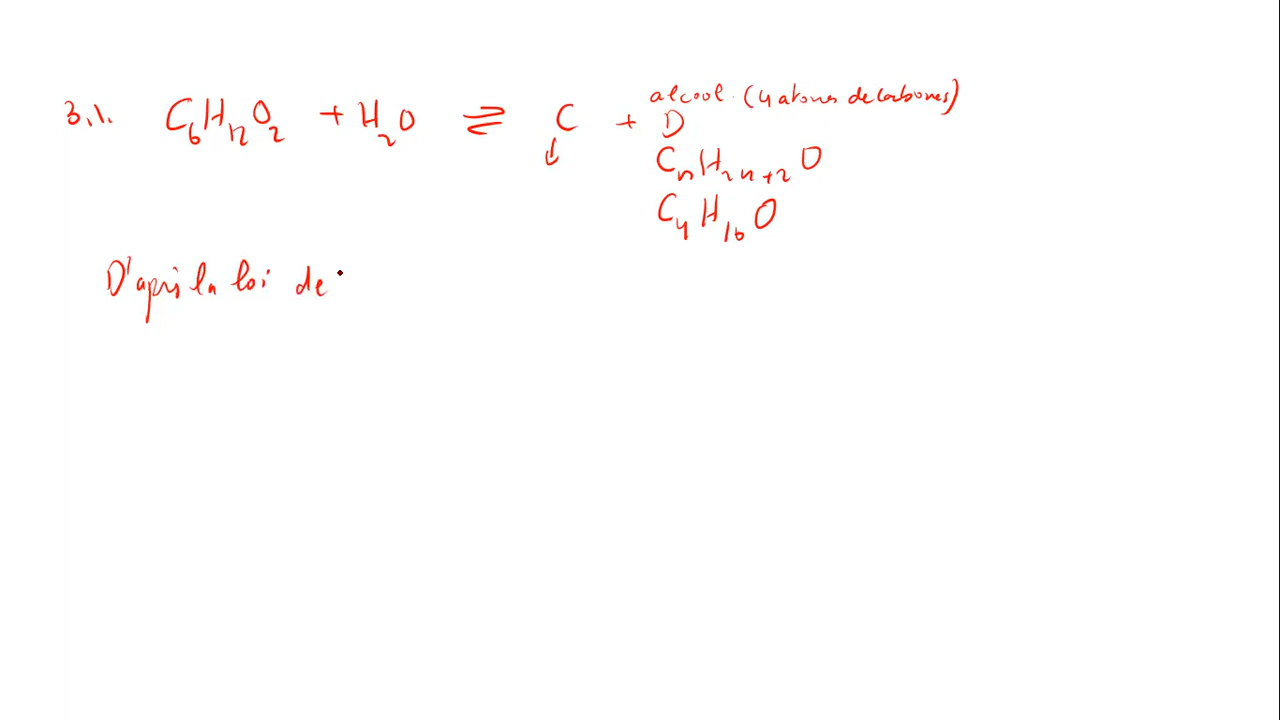 alcool. (4 atomes de carbones)
3.1. C₆H₁₂O₂ + H₂O ⇌ C + D
↓ CₙH₂ₙ₊₂O
C₄H₁₀O
D'après la loi de